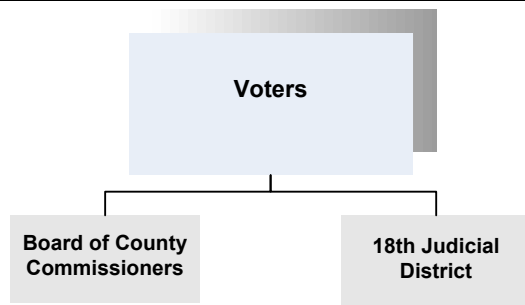 Voters
Board of County
Commissioners
18th Judicial
District